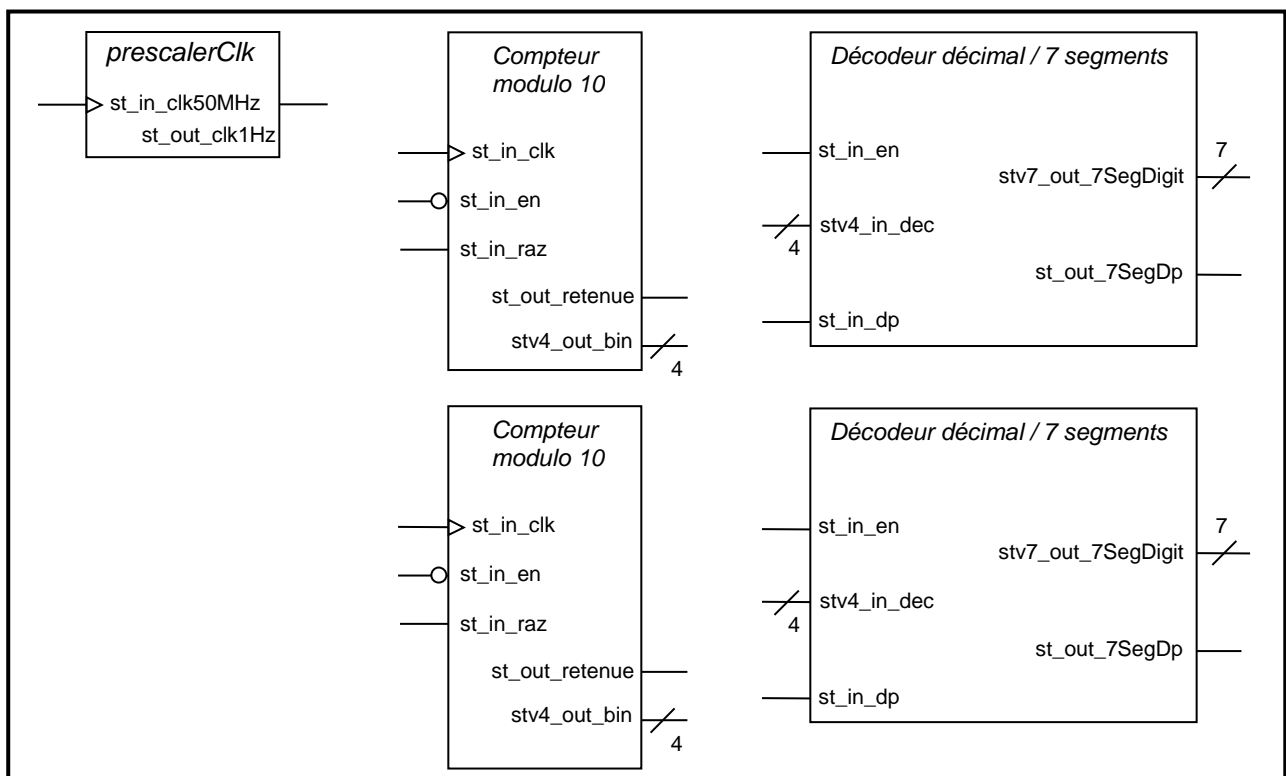 prescalerClk
st_in_clk50MHz
st_out_clk1Hz
Compteur
modulo 10
st_in_clk
st_in_en
st_in_raz
st_out_retenue
stv4_out_bin
4
Décodeur décimal / 7 segments
st_in_en
7
stv7_out_7SegDigit
stv4_in_dec
4
st_out_7SegDp
st_in_dp
Compteur
modulo 10
st_in_clk
st_in_en
st_in_raz
st_out_retenue
stv4_out_bin
4
Décodeur décimal / 7 segments
st_in_en
7
stv7_out_7SegDigit
stv4_in_dec
4
st_out_7SegDp
st_in_dp